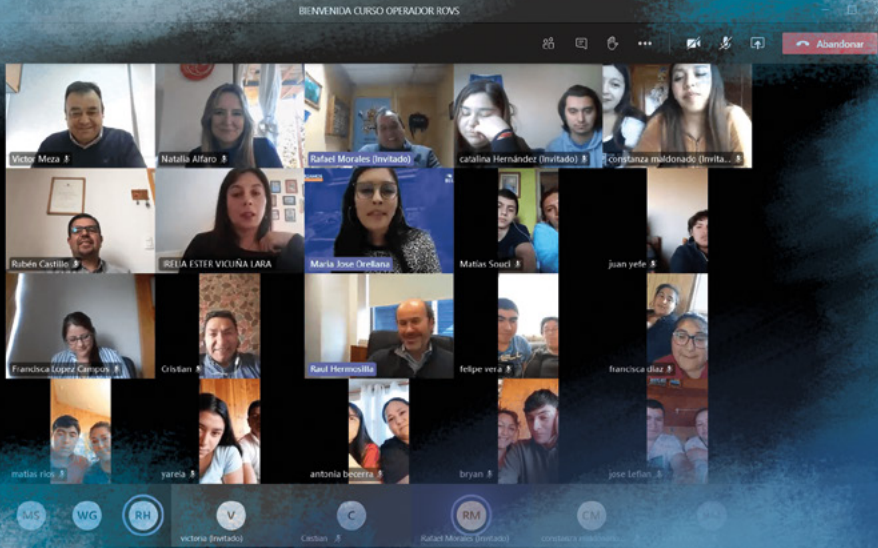 BIENVENIDA CURSO OPERADOR ROVS
Abandonar
Victor Meza
Natalia Alfaro
Rafael Morales (Invitado)
catalina Hernández (Invitado)
constanza maldonado (Invita...
Rubén Castillo
IRELIA ESTER VICUÑA LARA
Maria Jose Orellana
Matías Souci
juan yefe
Francisca Lopez Campos
Cristian
Raul Hermosilla
felipe vera
francisca diaz
matias rios
yarela
antonia becerra
bryan
jose Leflan
MS
WG
RH
V
C
RM
CM
victoria (Invitado)
Cristian
Rafael Morales (Invitado)